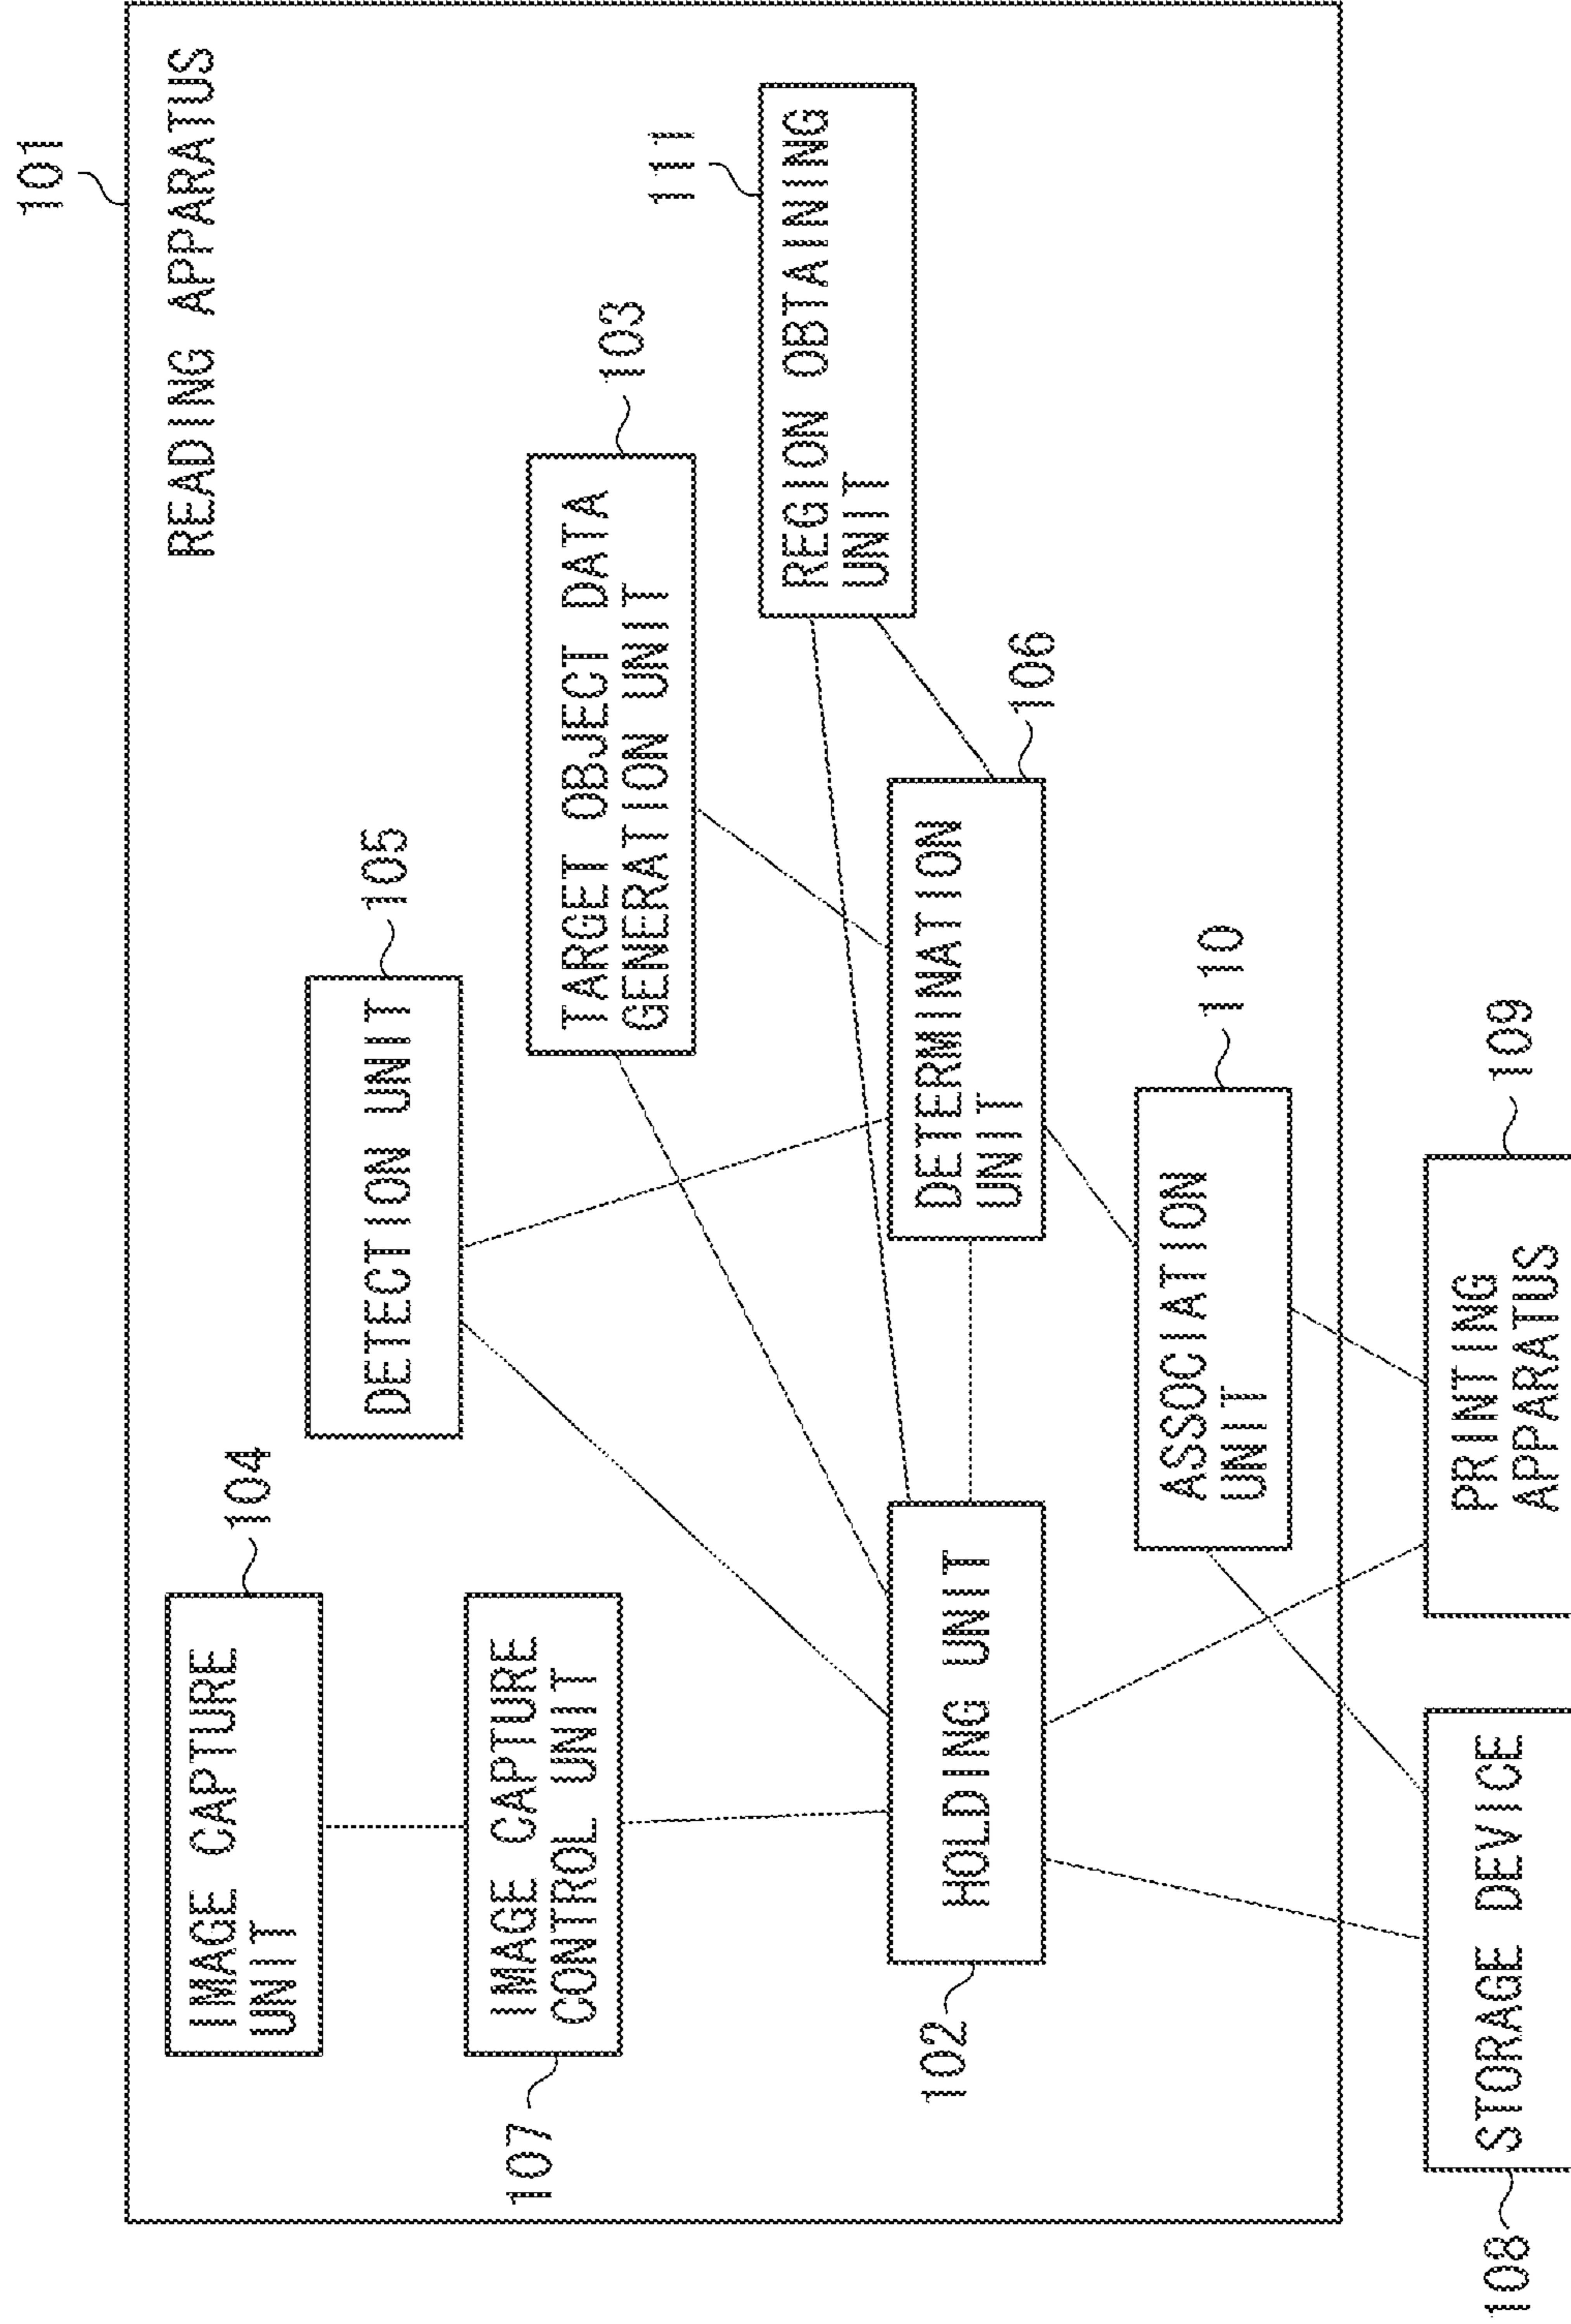 101
READING APPARATUS
104
IMAGE CAPTURE
UNIT
105
DETECTION UNIT
107
IMAGE CAPTURE
CONTROL UNIT
103
TARGET OBJECT DATA
GENERATION UNIT
111
REGION OBTAINING
UNIT
102
HOLDING UNIT
106
DETERMINATION
UNIT
110
ASSOCIATION
UNIT
108
STORAGE DEVICE
109
PRINTING
APPARATUS